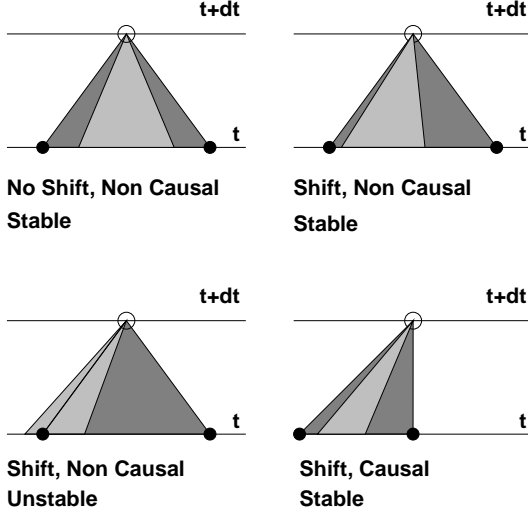 t+dt
t+dt
t
t
No Shift, Non Causal
Stable
Shift, Non Causal
Stable
t+dt
t+dt
t
t
Shift, Non Causal
Unstable
Shift, Causal
Stable